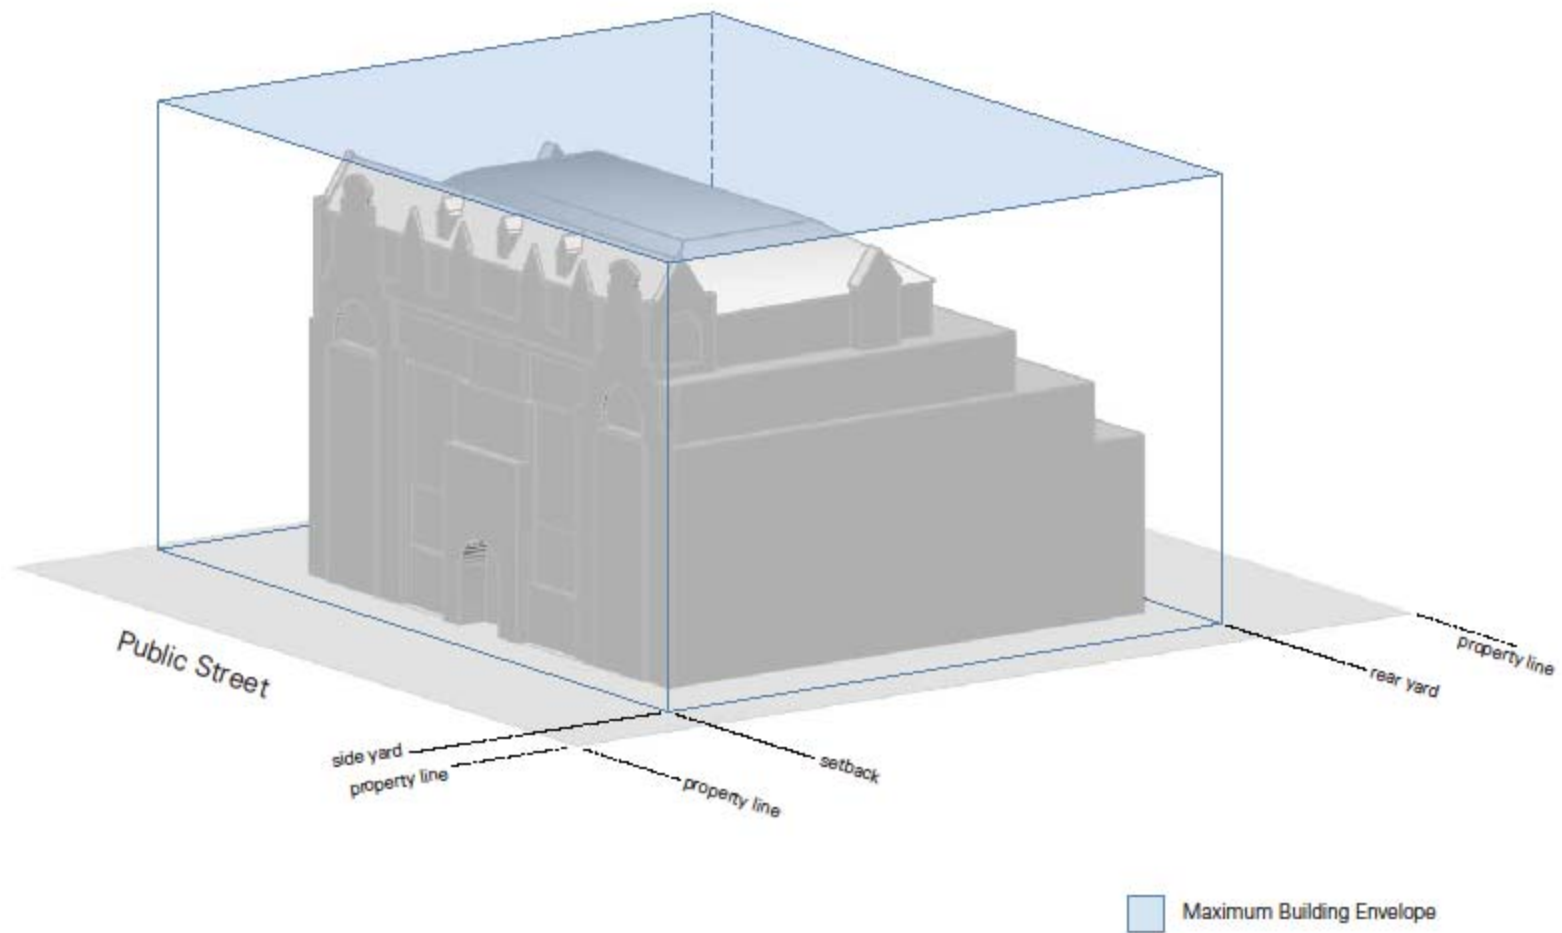 Public Street
property line
rear yard
side yard
setback
property line
property line
Maximum Building Envelope